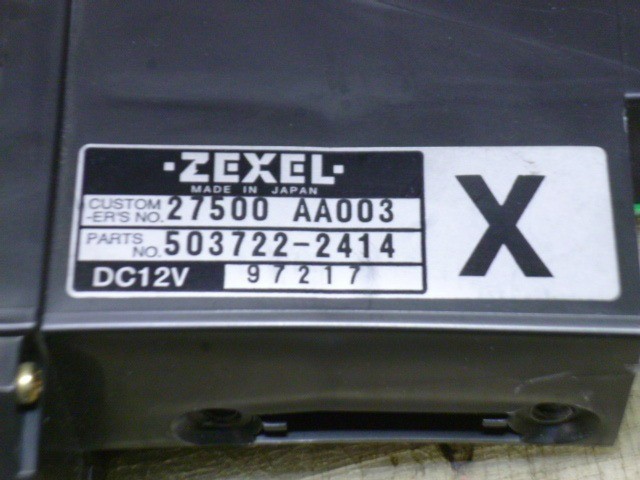 ·ZEXEL·
MADE IN JAPAN
CUSTOM
-ER'S NO. 27500 AA003
PARTS
NO. 503722-2414
DC12V 97217
X